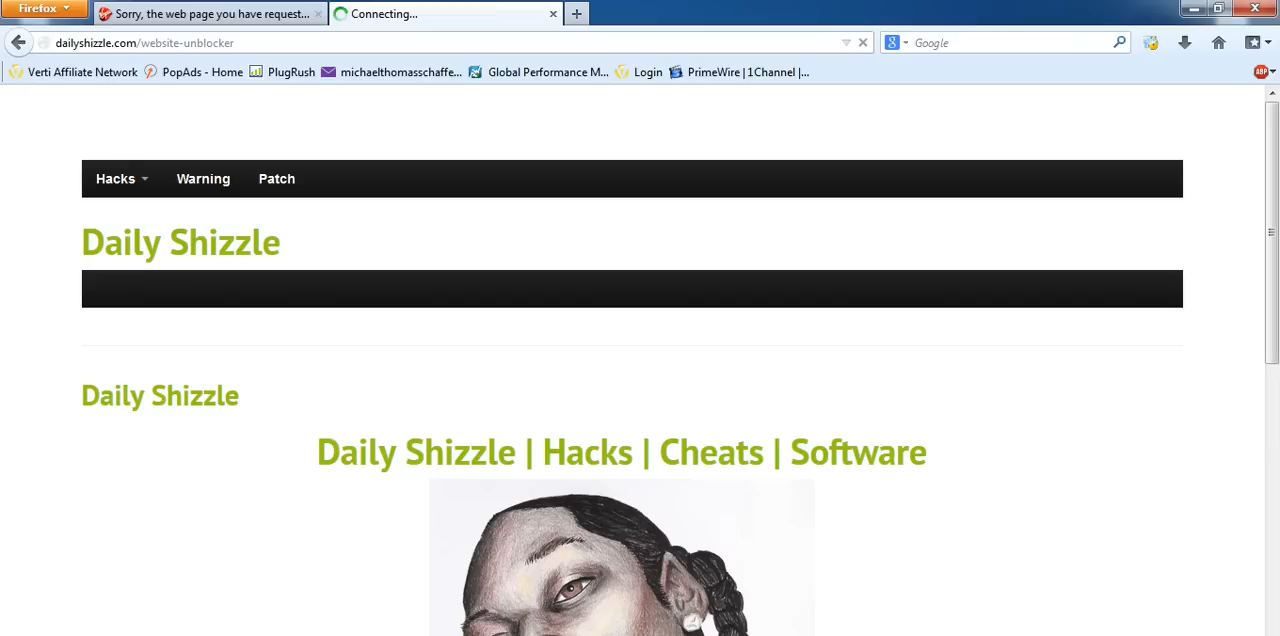 Firefox
Sorry, the web page you have request...
Connecting...
dailyshizzle.com/website-unblocker
Google
Verti Affiliate Network
PopAds - Home
PlugRush
michaelthomasschaffe...
Global Performance M...
Login
PrimeWire | 1Channel |...
ABP
Hacks
Warning
Patch
Daily Shizzle
Daily Shizzle
Daily Shizzle | Hacks | Cheats | Software